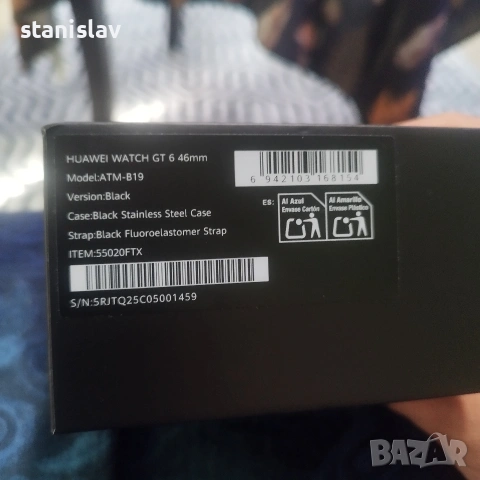 stanislav
HUAWEI WATCH GT 6 46mm
Model:ATM-B19
Version:Black
Case:Black Stainless Steel Case
Strap:Black Fluoroelastomer Strap
ITEM:55020FTX
S/N:5RJTQ25C05001459
6 942103 168154
ES:
Al Azul
Envase Cartón
Al Amarillo
Envase Plástico
BAZAR